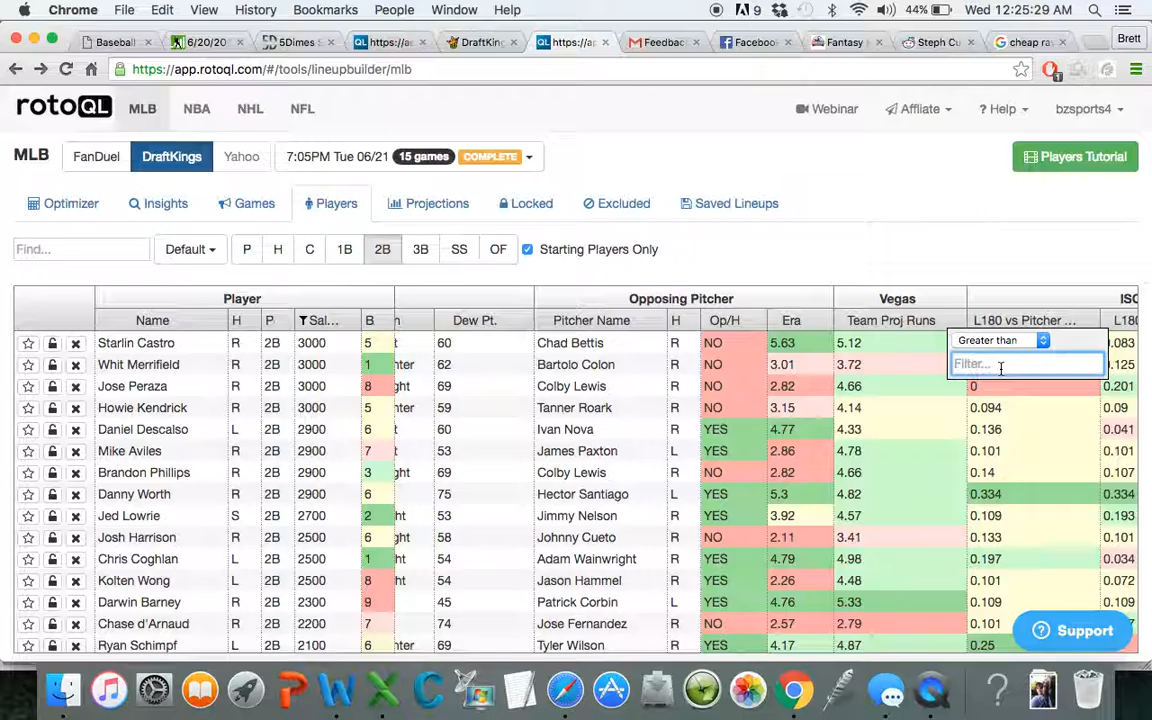 Chrome File Edit View History Bookmarks People Window Help 9 44% Wed 12:25:29 AM
Baseball 6/20/20 5Dimes S https://a DraftKing https://ap Feedbac Faceboo Fantasy Steph Cu cheap ra Brett
https://app.rotoql.com/#/tools/lineupbuilder/mlb
rotoQL MLB NBA NHL NFL Webinar Affliate Help bzsports4
MLB FanDuel DraftKings Yahoo 7:05PM Tue 06/21 15 games COMPLETE Players Tutorial
Optimizer Insights Games Players Projections Locked Excluded Saved Lineups
Find... Default P H C 1B 2B 3B SS OF Starting Players Only
Player Opposing Pitcher Vegas ISO
Name H P Sal... B Dew Pt. Pitcher Name H Op/H Era Team Proj Runs L180 vs Pitcher ... L180
Starlin Castro R 2B 3000 5 60 Chad Bettis R NO 5.63 5.12 Greater than 0.083
Whit Merrifield R 2B 3000 1 62 Bartolo Colon R NO 3.01 3.72 Filter... 0.125
Jose Peraza R 2B 3000 8 ght 69 Colby Lewis R NO 2.82 4.66 0 0.201
Howie Kendrick R 2B 3000 5 nter 59 Tanner Roark R NO 3.15 4.14 0.094 0.09
Daniel Descalso L 2B 2900 6 60 Ivan Nova R YES 4.77 4.33 0.136 0.041
Mike Aviles R 2B 2900 7 53 James Paxton L YES 2.86 4.78 0.101 0.101
Brandon Phillips R 2B 2900 3 69 Colby Lewis R NO 2.82 4.66 0.14 0.107
Danny Worth R 2B 2900 6 75 Hector Santiago L YES 5.3 4.82 0.334 0.334
Jed Lowrie S 2B 2700 2 ht 53 Jimmy Nelson R YES 3.92 4.57 0.109 0.193
Josh Harrison R 2B 2500 6 ght 58 Johnny Cueto R NO 2.11 3.41 0.133 0.101
Chris Coghlan L 2B 2500 1 ht 54 Adam Wainwright R YES 4.79 4.98 0.197 0.034
Kolten Wong L 2B 2500 8 ht 54 Jason Hammel R YES 2.26 4.48 0.101 0.072
Darwin Barney R 2B 2300 9 45 Patrick Corbin L YES 4.76 5.33 0.109 0.109
Chase d'Arnaud R 2B 2200 7 74 Jose Fernandez R NO 2.57 2.79 0.101
Ryan Schimpf L 2B 2100 6 nter 60 Tyler Wilson R YES 4.17 4.87 0.25
Support